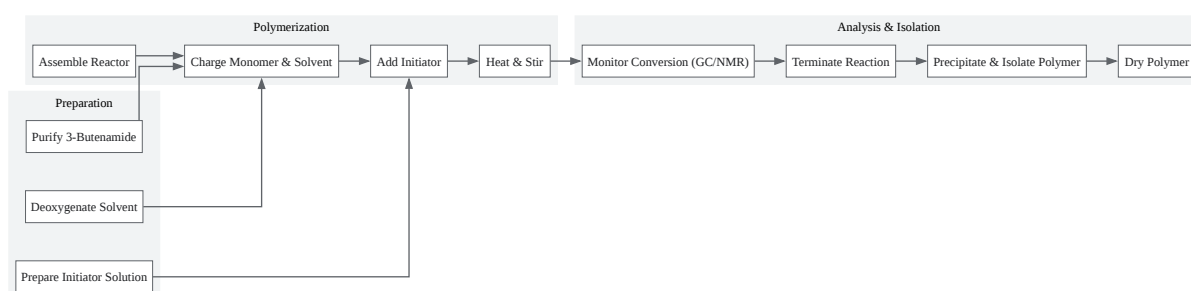 Polymerization
Analysis & Isolation
Assemble Reactor
Charge Monomer & Solvent
Add Initiator
Heat & Stir
Monitor Conversion (GC/NMR)
Terminate Reaction
Precipitate & Isolate Polymer
Dry Polymer
Preparation
Purify 3-Butenamide
Deoxygenate Solvent
Prepare Initiator Solution